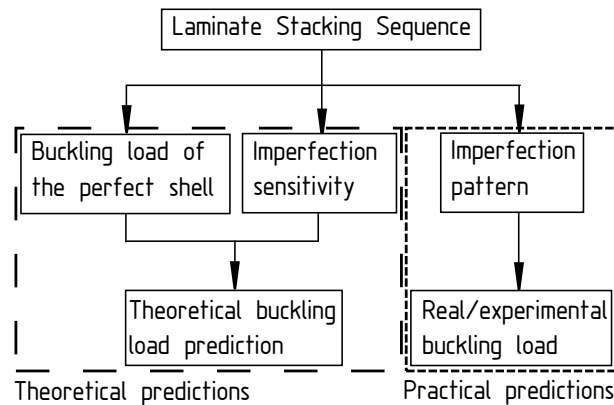 Laminate Stacking Sequence
Buckling load of
the perfect shell
Imperfection
sensitivity
Imperfection
pattern
Theoretical buckling
load prediction
Real/experimental
buckling load
Theoretical predictions
Practical predictions